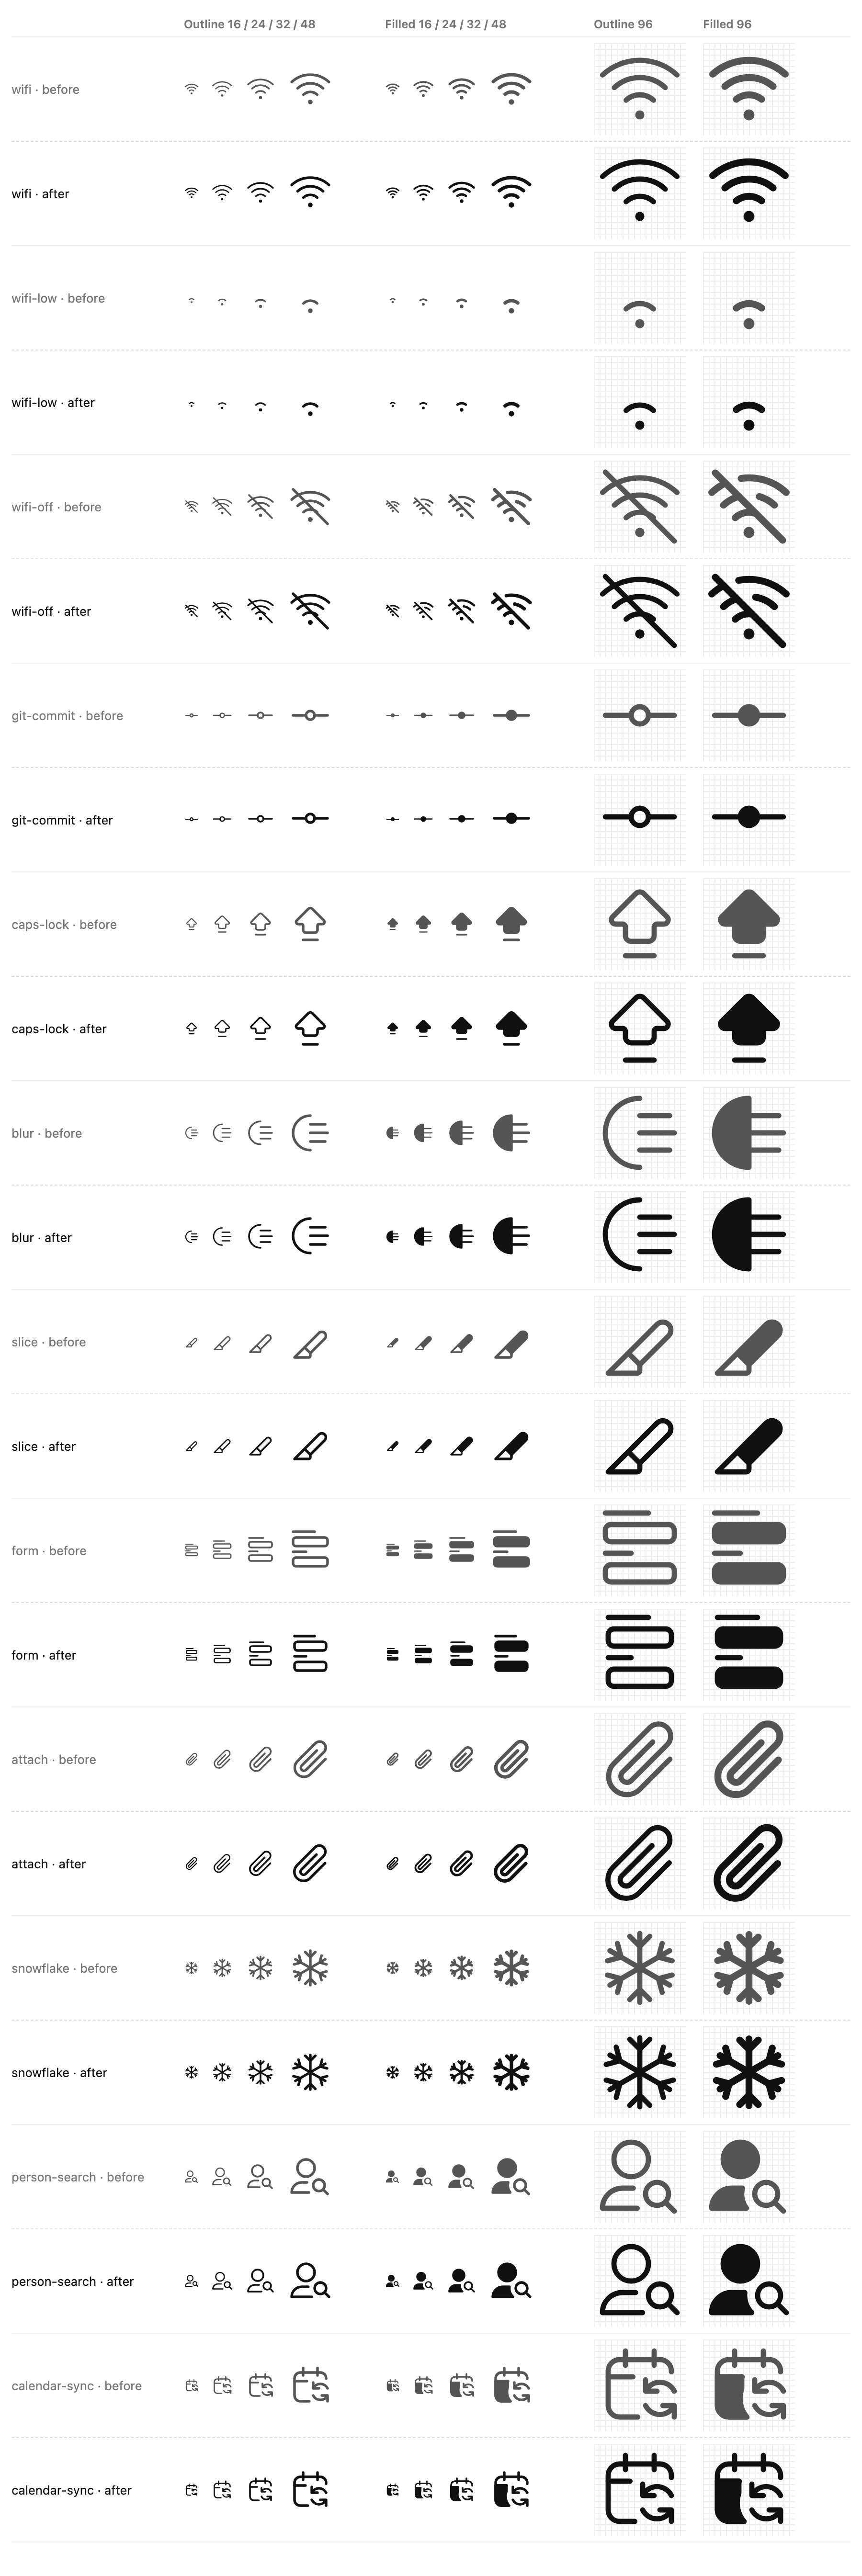 Outline 16 / 24 / 32 / 48 Filled 16 / 24 / 32 / 48 Outline 96 Filled 96
wifi · before
wifi · after
wifi-low · before
wifi-low · after
wifi-off · before
wifi-off · after
git-commit · before
git-commit · after
caps-lock · before
caps-lock · after
blur · before
blur · after
slice · before
slice · after
form · before
form · after
attach · before
attach · after
snowflake · before
snowflake · after
person-search · before
person-search · after
calendar-sync · before
calendar-sync · after